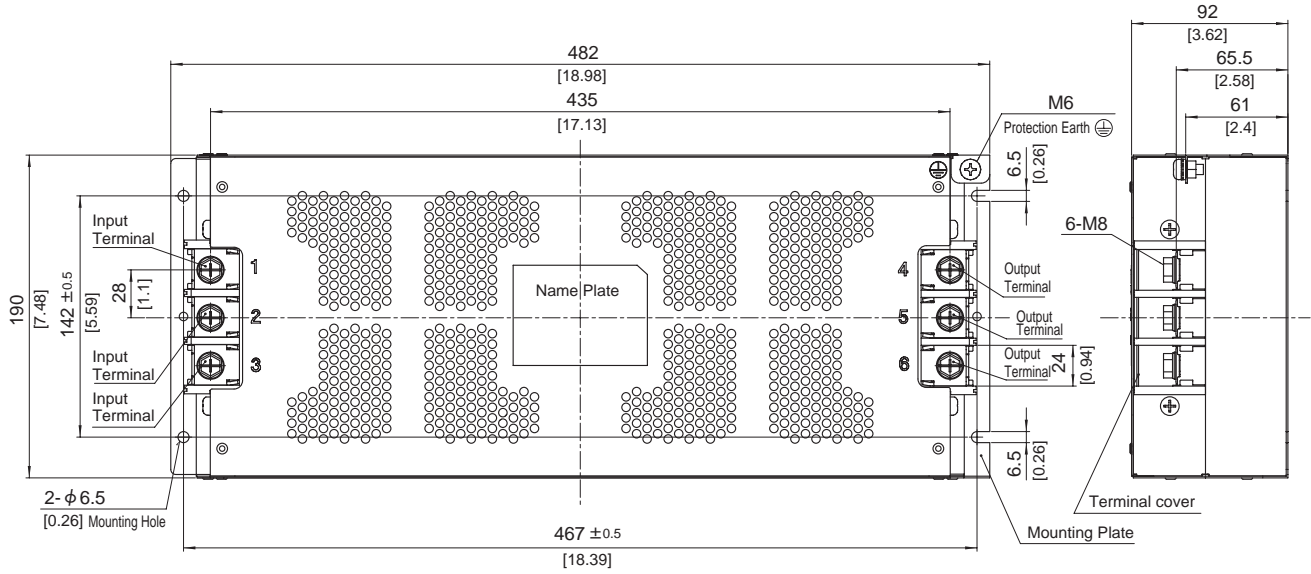 482
[18.98]
435
[17.13]
M6
Protection Earth
6.5
[0.26]
92
[3.62]
65.5
[2.58]
61
[2.4]
190
[7.48]
142 ±0.5
[5.59]
28
[1.1]
Input
Terminal
Input
Terminal
Input
Terminal
1
2
3
Name Plate
4
5
6
Output
Terminal
Output
Terminal
Output
Terminal
24
[0.94]
6-M8
6.5
[0.26]
2-ϕ6.5
[0.26] Mounting Hole
467 ±0.5
[18.39]
Terminal cover
Mounting Plate